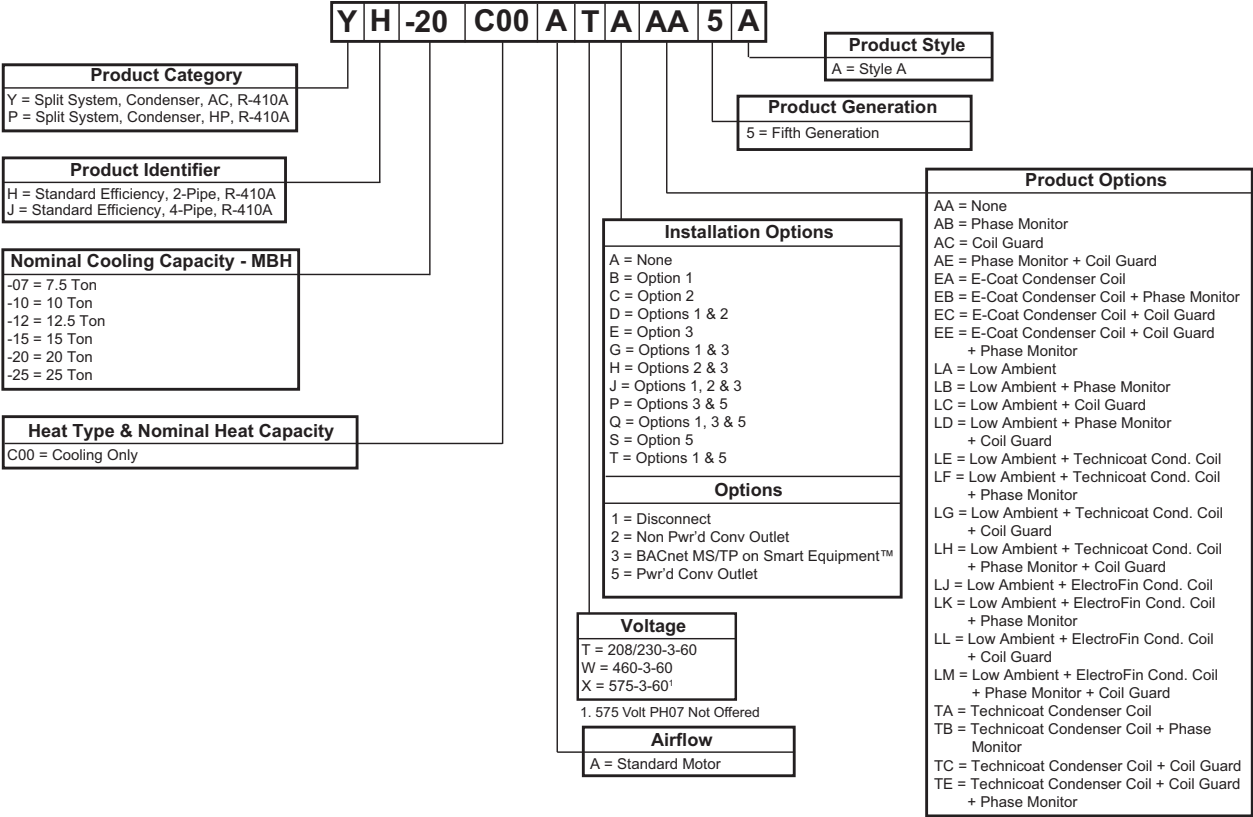 Y H -20 C00 A T A AA 5 A
Product Category
Y = Split System, Condenser, AC, R-410A
P = Split System, Condenser, HP, R-410A
Product Identifier
H = Standard Efficiency, 2-Pipe, R-410A
J = Standard Efficiency, 4-Pipe, R-410A
Nominal Cooling Capacity - MBH
-07 = 7.5 Ton
-10 = 10 Ton
-12 = 12.5 Ton
-15 = 15 Ton
-20 = 20 Ton
-25 = 25 Ton
Heat Type & Nominal Heat Capacity
C00 = Cooling Only
Airflow
A = Standard Motor
Voltage
T = 208/230-3-60
W = 460-3-60
X = 575-3-60¹
1. 575 Volt PH07 Not Offered
Installation Options
A = None
B = Option 1
C = Option 2
D = Options 1 & 2
E = Option 3
G = Options 1 & 3
H = Options 2 & 3
J = Options 1, 2 & 3
P = Options 3 & 5
Q = Options 1, 3 & 5
S = Option 5
T = Options 1 & 5
Options
1 = Disconnect
2 = Non Pwr'd Conv Outlet
3 = BACnet MS/TP on Smart Equipment™
5 = Pwr'd Conv Outlet
Product Options
AA = None
AB = Phase Monitor
AC = Coil Guard
AE = Phase Monitor + Coil Guard
EA = E-Coat Condenser Coil
EB = E-Coat Condenser Coil + Phase Monitor
EC = E-Coat Condenser Coil + Coil Guard
EE = E-Coat Condenser Coil + Coil Guard
+ Phase Monitor
LA = Low Ambient
LB = Low Ambient + Phase Monitor
LC = Low Ambient + Coil Guard
LD = Low Ambient + Phase Monitor
+ Coil Guard
LE = Low Ambient + Technicoat Cond. Coil
LF = Low Ambient + Technicoat Cond. Coil
+ Phase Monitor
LG = Low Ambient + Technicoat Cond. Coil
+ Coil Guard
LH = Low Ambient + Technicoat Cond. Coil
+ Phase Monitor + Coil Guard
LJ = Low Ambient + ElectroFin Cond. Coil
LK = Low Ambient + ElectroFin Cond. Coil
+ Phase Monitor
LL = Low Ambient + ElectroFin Cond. Coil
+ Coil Guard
LM = Low Ambient + ElectroFin Cond. Coil
+ Phase Monitor + Coil Guard
TA = Technicoat Condenser Coil
TB = Technicoat Condenser Coil + Phase
Monitor
TC = Technicoat Condenser Coil + Coil Guard
TE = Technicoat Condenser Coil + Coil Guard
+ Phase Monitor
Product Generation
5 = Fifth Generation
Product Style
A = Style A